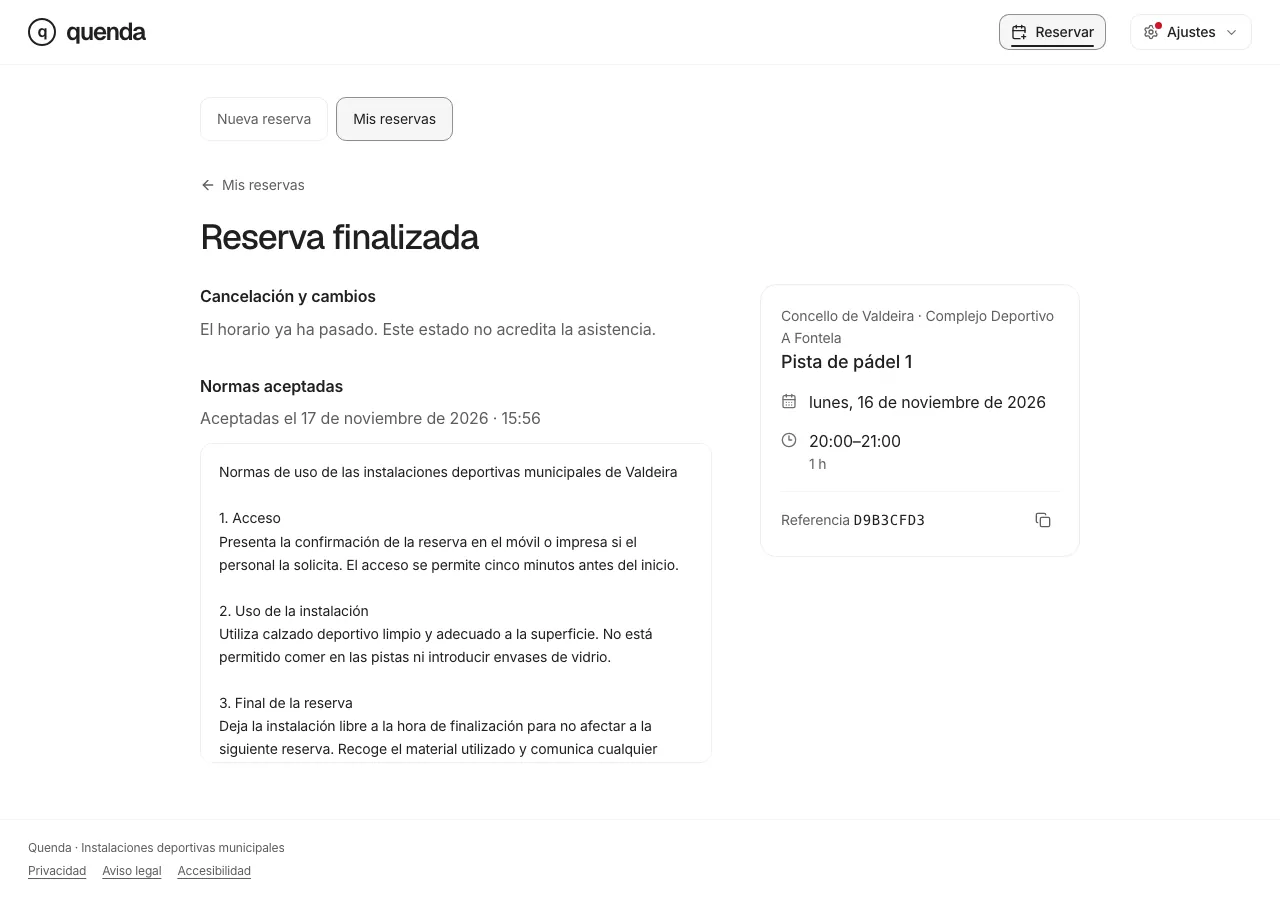 q quenda
Reservar
Ajustes
Nueva reserva
Mis reservas
Mis reservas
Reserva finalizada
Cancelación y cambios
El horario ya ha pasado. Este estado no acredita la asistencia.
Normas aceptadas
Aceptadas el 17 de noviembre de 2026 · 15:56
Normas de uso de las instalaciones deportivas municipales de Valdeira
1. Acceso
Presenta la confirmación de la reserva en el móvil o impresa si el
personal la solicita. El acceso se permite cinco minutos antes del inicio.
2. Uso de la instalación
Utiliza calzado deportivo limpio y adecuado a la superficie. No está
permitido comer en las pistas ni introducir envases de vidrio.
3. Final de la reserva
Deja la instalación libre a la hora de finalización para no afectar a la
siguiente reserva. Recoge el material utilizado y comunica cualquier
Concello de Valdeira · Complejo Deportivo
A Fontela
Pista de pádel 1
lunes, 16 de noviembre de 2026
20:00–21:00
1 h
Referencia D9B3CFD3
Quenda · Instalaciones deportivas municipales
Privacidad
Aviso legal
Accesibilidad